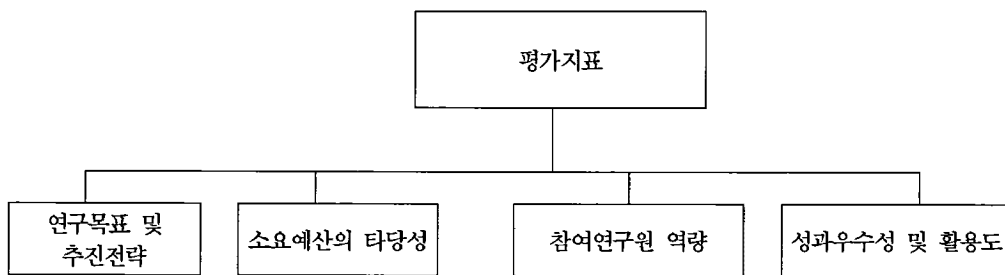 평가지표
연구목표 및
추진전략
소요예산의 타당성
참여연구원 역량
성과우수성 및 활용도